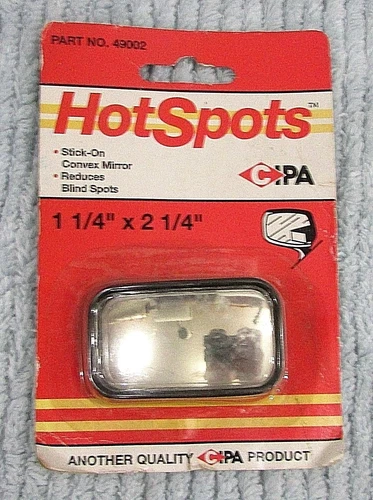 PART NO. 49002
HotSpots™
• Stick-On
Convex Mirror
• Reduces
Blind Spots
CIPA
1 1/4" x 2 1/4"
ANOTHER QUALITY CIPA PRODUCT